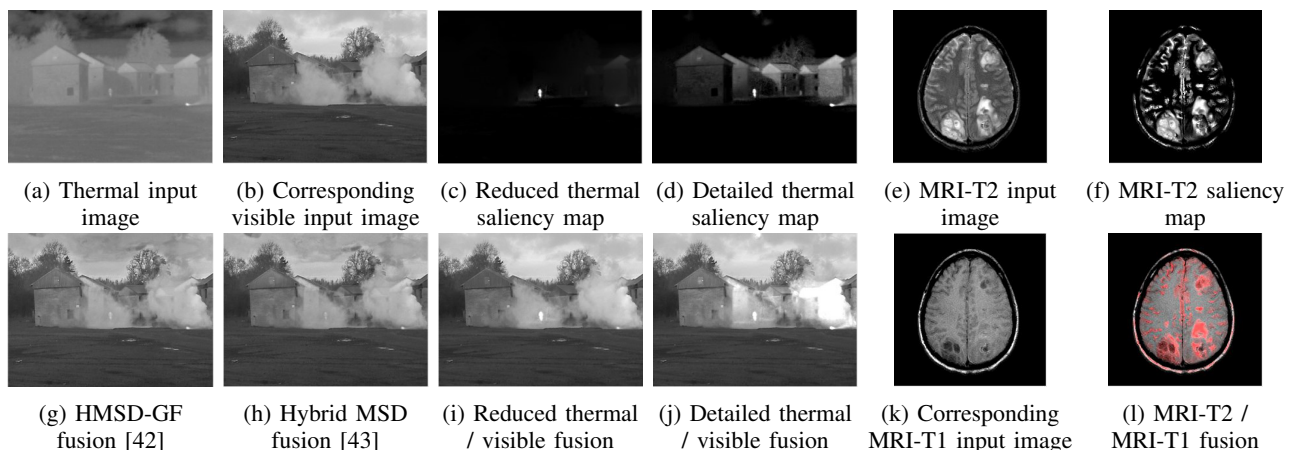 (a) Thermal input
image
(b) Corresponding
visible input image
(c) Reduced thermal
saliency map
(d) Detailed thermal
saliency map
(e) MRI-T2 input
image
(f) MRI-T2 saliency
map
(g) HMSD-GF
fusion [42]
(h) Hybrid MSD
fusion [43]
(i) Reduced thermal
/ visible fusion
(j) Detailed thermal
/ visible fusion
(k) Corresponding
MRI-T1 input image
(l) MRI-T2 /
MRI-T1 fusion